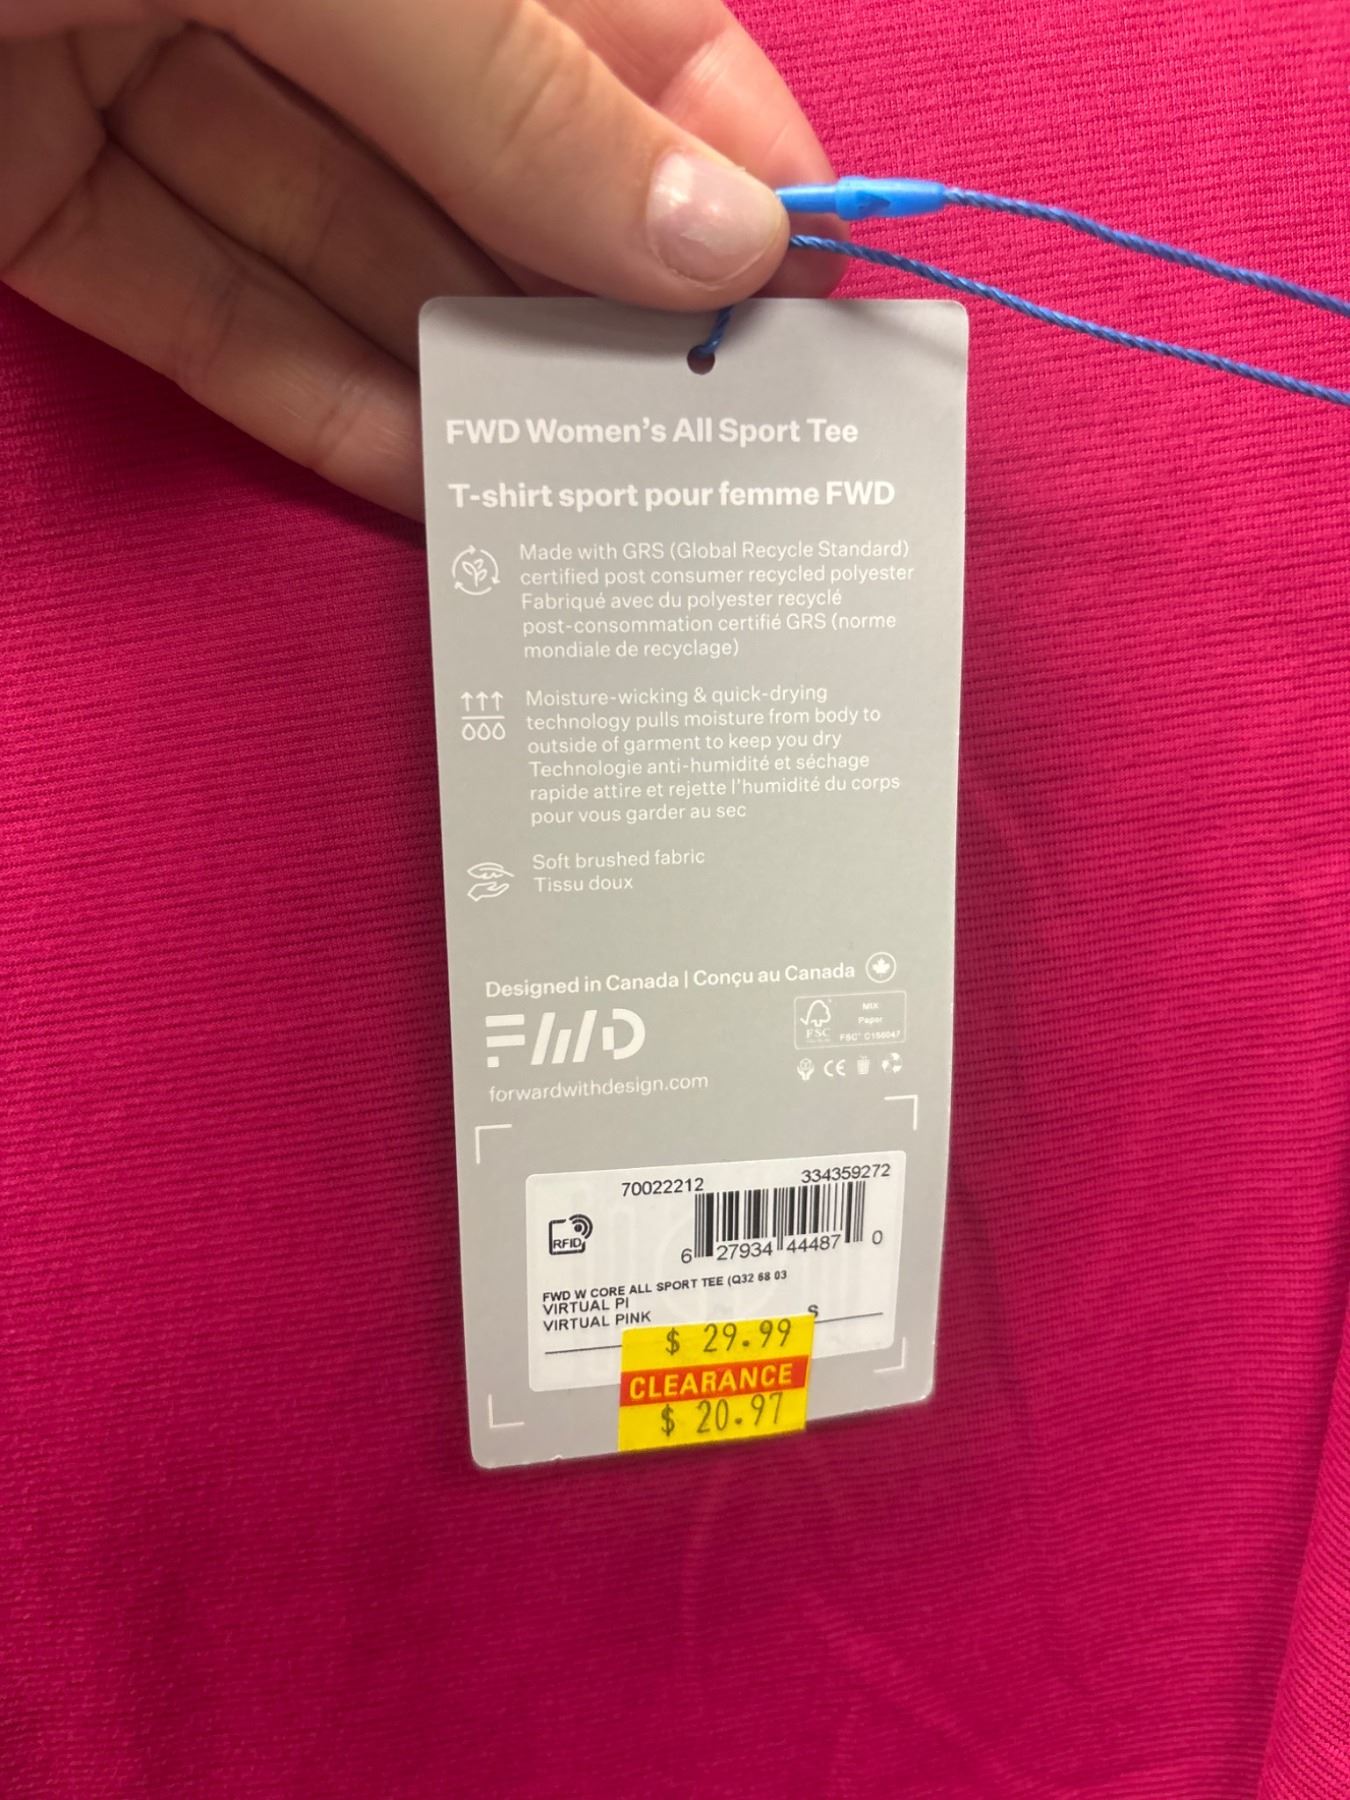 FWD Women's All Sport Tee
T-shirt sport pour femme FWD
Made with GRS (Global Recycle Standard)
certified post consumer recycled polyester
Fabriqué avec du polyester recyclé
post-consommation certifié GRS (norme
mondiale de recyclage)
Moisture-wicking & quick-drying
technology pulls moisture from body to
outside of garment to keep you dry
Technologie anti-humidité et séchage
rapide attire et rejette l'humidité du corps
pour vous garder au sec
Soft brushed fabric
Tissu doux
Designed in Canada | Conçu au Canada
FWD
forwardwithdesign.com
FSC
MIX
Paper
FSC® C156047
CE
70022212 334359272
RFID
6 27934 44487 0
FWD W CORE ALL SPORT TEE (Q32 68 03
VIRTUAL PI
VIRTUAL PINK S
$ 29.99
CLEARANCE
$ 20.97